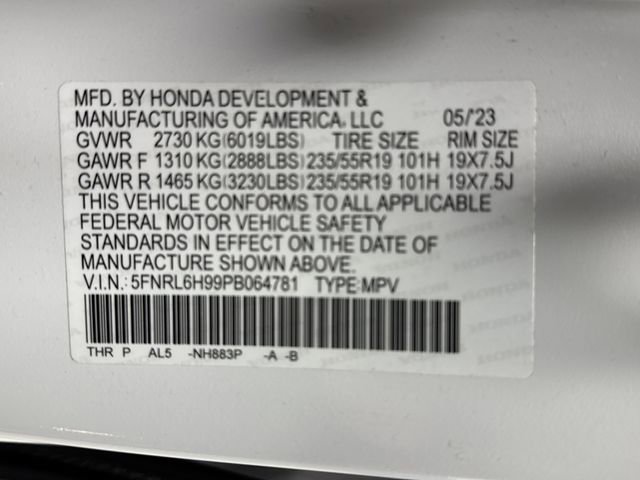 MFD. BY HONDA DEVELOPMENT &
MANUFACTURING OF AMERICA, LLC 05/'23
GVWR 2730 KG(6019LBS) TIRE SIZE RIM SIZE
GAWR F 1310 KG(2888LBS) 235/55R19 101H 19X7.5J
GAWR R 1465 KG(3230LBS) 235/55R19 101H 19X7.5J
THIS VEHICLE CONFORMS TO ALL APPLICABLE
FEDERAL MOTOR VEHICLE SAFETY
STANDARDS IN EFFECT ON THE DATE OF
MANUFACTURE SHOWN ABOVE.
V.I.N.: 5FNRL6H99PB064781 TYPE:MPV
THR P AL5 -NH883P -A -B